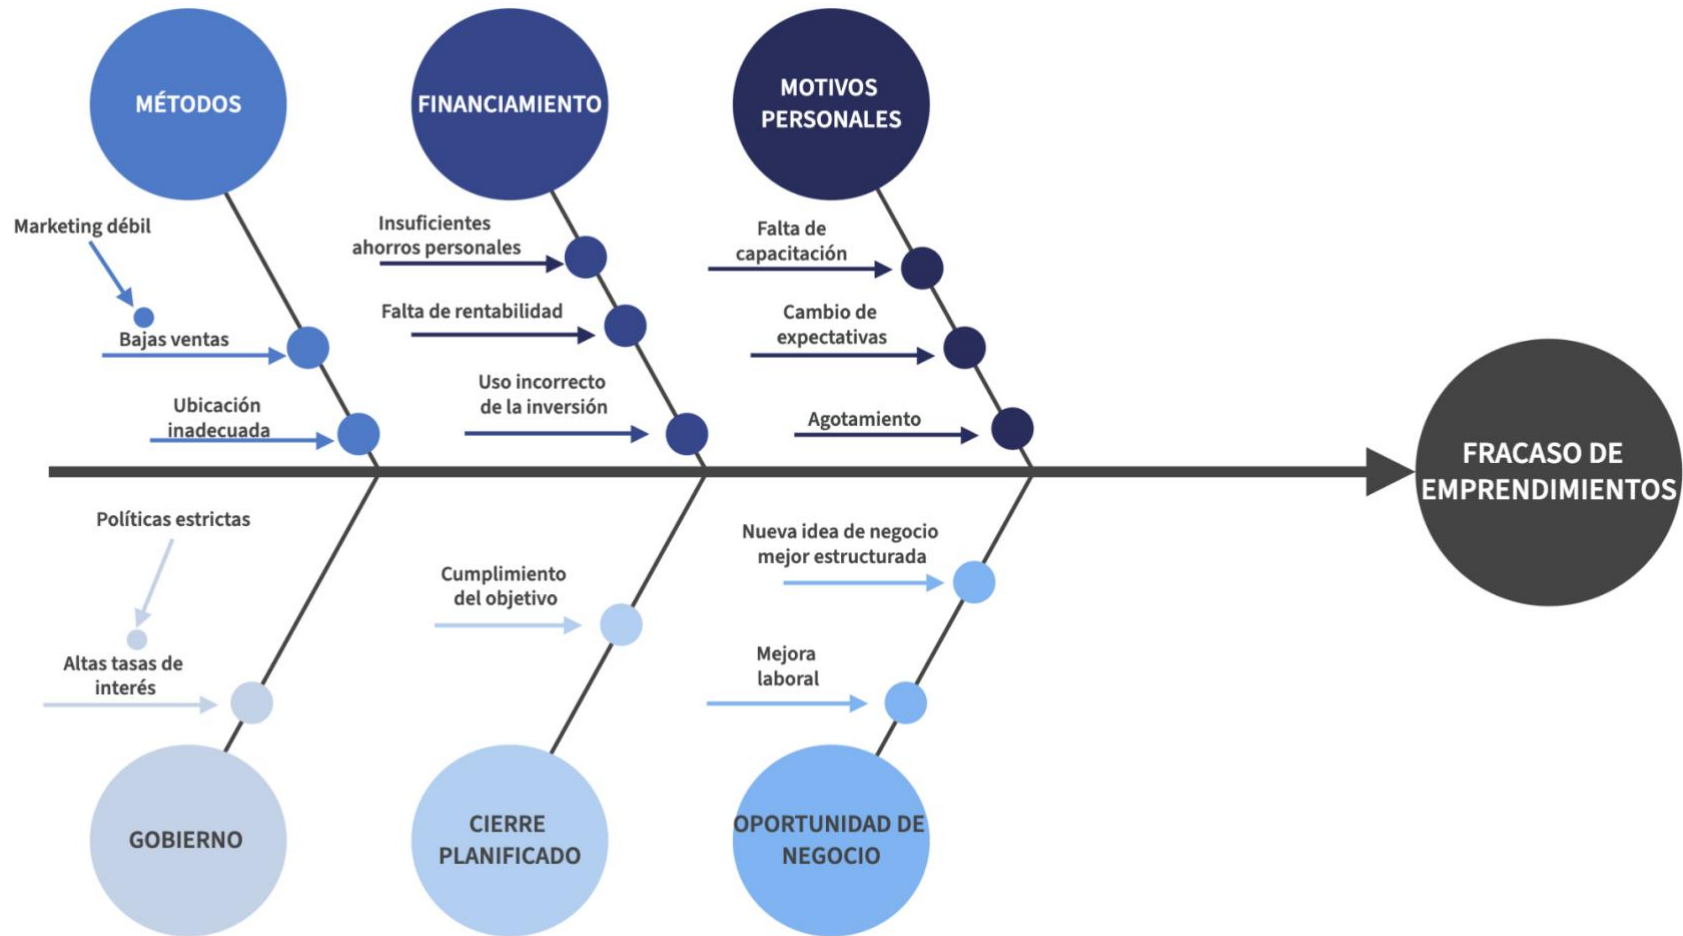 MÉTODOS
FINANCIAMIENTO
MOTIVOS
PERSONALES
Marketing débil
Bajas ventas
Ubicación
inadecuada
Insuficientes
ahorros personales
Falta de rentabilidad
Uso incorrecto
de la inversión
Falta de
capacitación
Cambio de
expectativas
Agotamiento
FRACASO DE
EMPRENDIMIENTOS
Políticas estrictas
Altas tasas de
interés
Cumplimiento
del objetivo
Nueva idea de negocio
mejor estructurada
Mejora
laboral
GOBIERNO
CIERRE
PLANIFICADO
OPORTUNIDAD DE
NEGOCIO